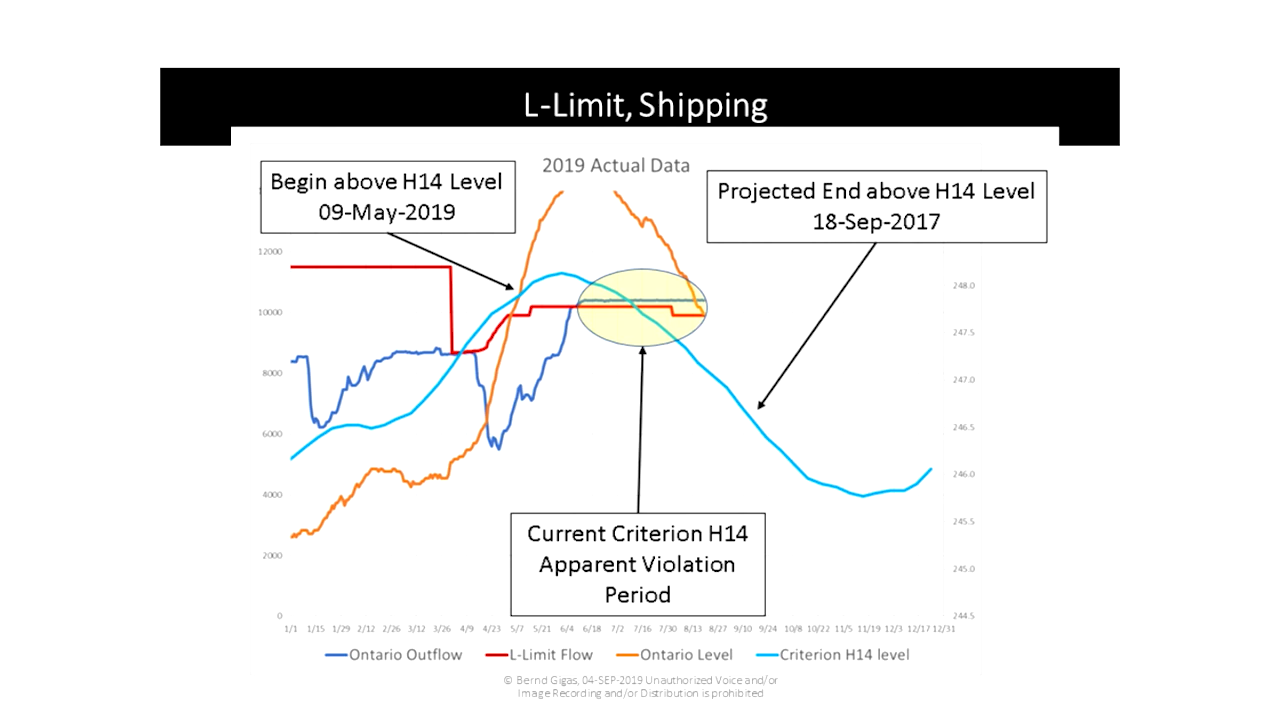 L-Limit, Shipping
2019 Actual Data
Begin above H14 Level
09-May-2019
Projected End above H14 Level
18-Sep-2017
12000
10000
8000
6000
4000
2000
0
248.0
247.5
247.0
246.5
246.0
245.5
245.0
244.5
Current Criterion H14
Apparent Violation
Period
1/1 1/15 1/29 2/12 2/26 3/12 3/26 4/9 4/23 5/7 5/21 6/4 6/18 7/2 7/16 7/30 8/13 8/27 9/10 9/24 10/8 10/22 11/5 11/19 12/3 12/17 12/31
Ontario Outflow L-Limit Flow Ontario Level Criterion H14 level
© Bernd Gigas, 04-SEP-2019 Unauthorized Voice and/or
Image Recording and/or Distribution is prohibited